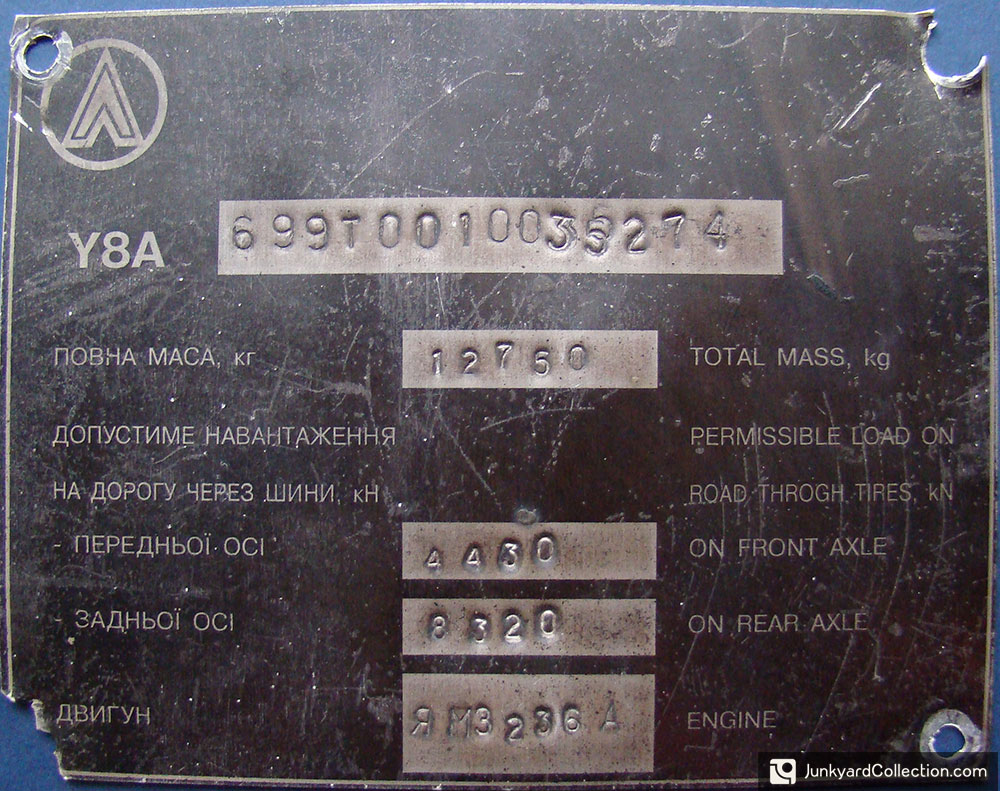 Y8A 699T0010035274
ПОВНА МАСА, кг 12750 TOTAL MASS, kg
ДОПУСТИМЕ НАВАНТАЖЕННЯ PERMISSIBLE LOAD ON
НА ДОРОГУ ЧЕРЕЗ ШИНИ, кН ROAD THROGH TIRES, kN
- ПЕРЕДНЬОЇ ОСІ 4430 ON FRONT AXLE
- ЗАДНЬОЇ ОСІ 8320 ON REAR AXLE
ДВИГУН ЯМЗ236А ENGINE
JunkyardCollection.com